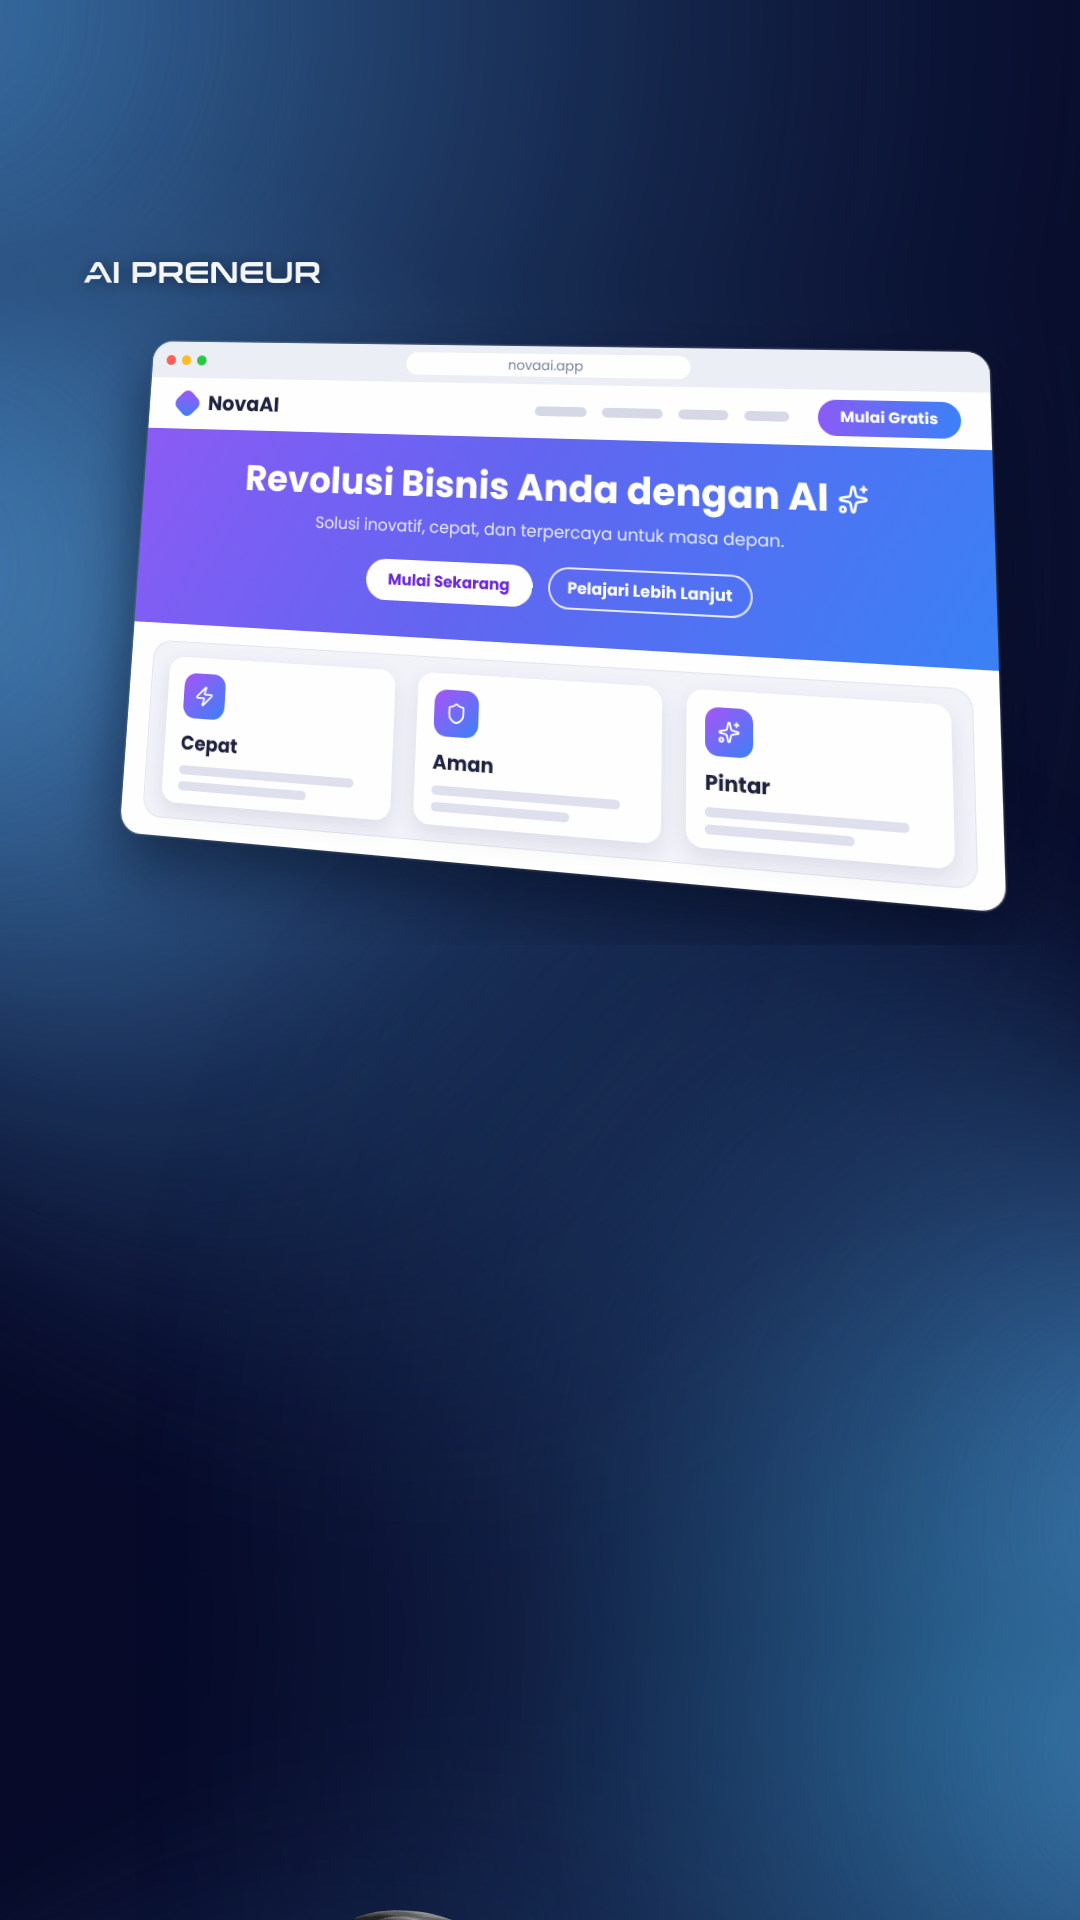 AI PRENEUR
novaai.app
NovaAI
Mulai Gratis
Revolusi Bisnis Anda dengan AI
Solusi inovatif, cepat, dan terpercaya untuk masa depan.
Mulai Sekarang
Pelajari Lebih Lanjut
Cepat
Aman
Pintar